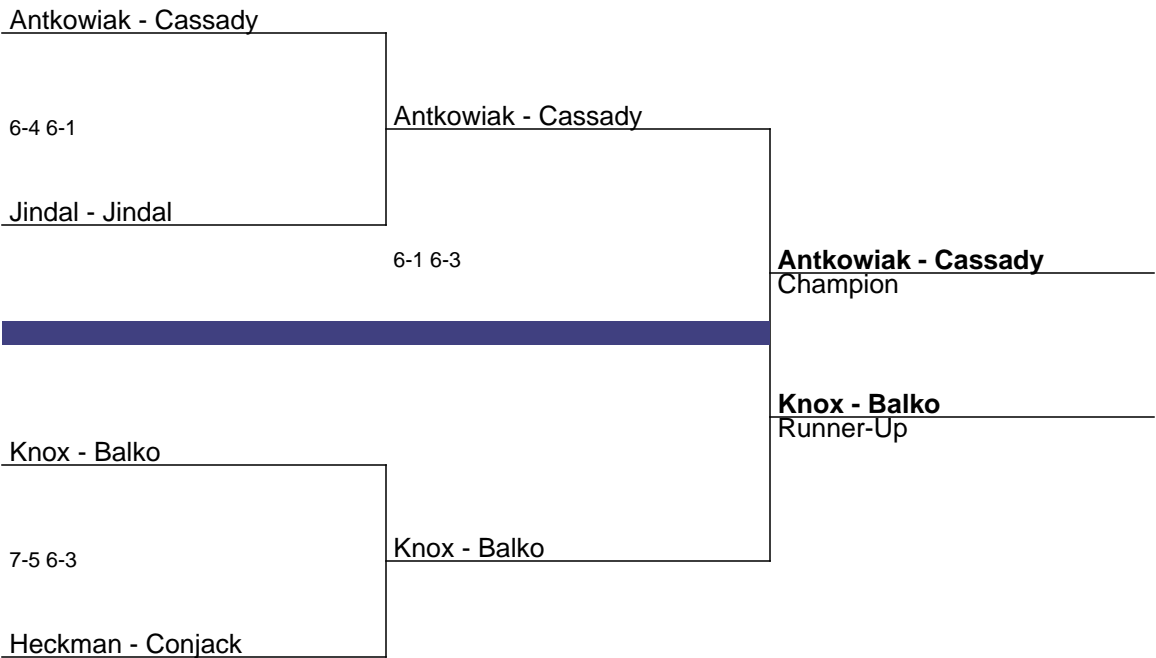 Antkowiak - Cassady
6-4 6-1
Antkowiak - Cassady
Jindal - Jindal
6-1 6-3
Antkowiak - Cassady
Champion
Knox - Balko
Runner-Up
Knox - Balko
7-5 6-3
Knox - Balko
Heckman - Conjack